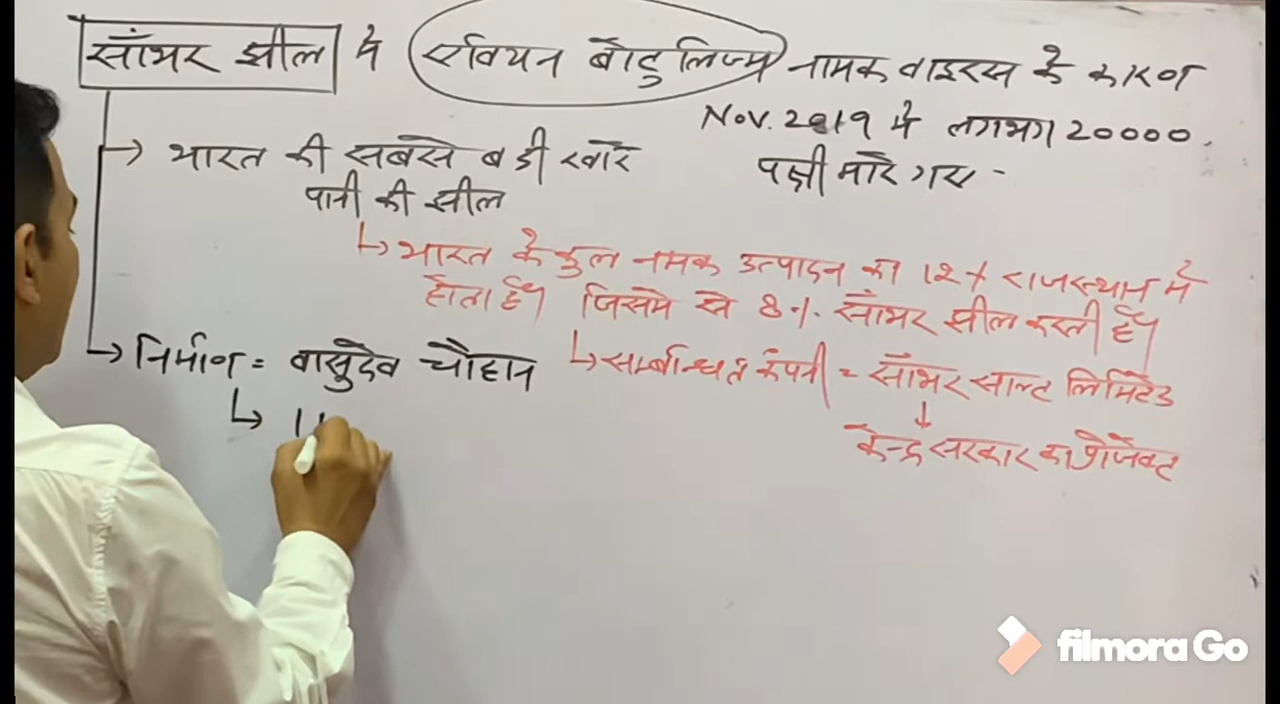 साँभर झील मे एवियन बोटुलिज्म नामक वाइरस के कारण
Nov. 2019 मे लगभग 20000.
पक्षी मारे गए -
→ भारत की सबसे बडी खारे
पानी की झील
↳ भारत के कुल नमक उत्पादन का 12% राजस्थान मे
होता है। जिसमे से 8%. साँभर झील करती है।
→ निर्माण = वासुदेव चौहान
↳ सम्बन्धित कंपनी = साँभर साल्ट लिमिटेड
↓
केन्द्र सरकार का प्रोजेक्ट
↳ 11
filmora Go